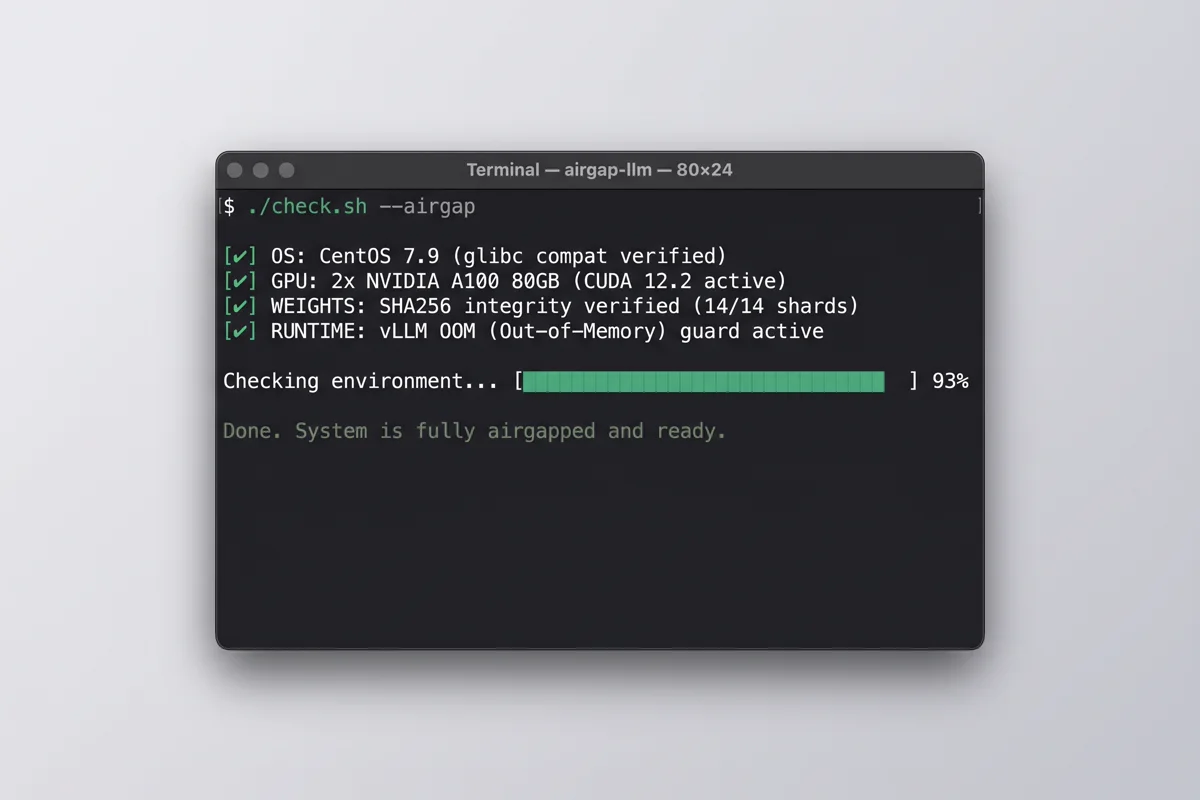 Terminal — airgap-llm — 80×24
[$ ./check.sh --airgap ]
[✔] OS: CentOS 7.9 (glibc compat verified)
[✔] GPU: 2x NVIDIA A100 80GB (CUDA 12.2 active)
[✔] WEIGHTS: SHA256 integrity verified (14/14 shards)
[✔] RUNTIME: vLLM OOM (Out-of-Memory) guard active
Checking environment... [ ] 93%
Done. System is fully airgapped and ready.